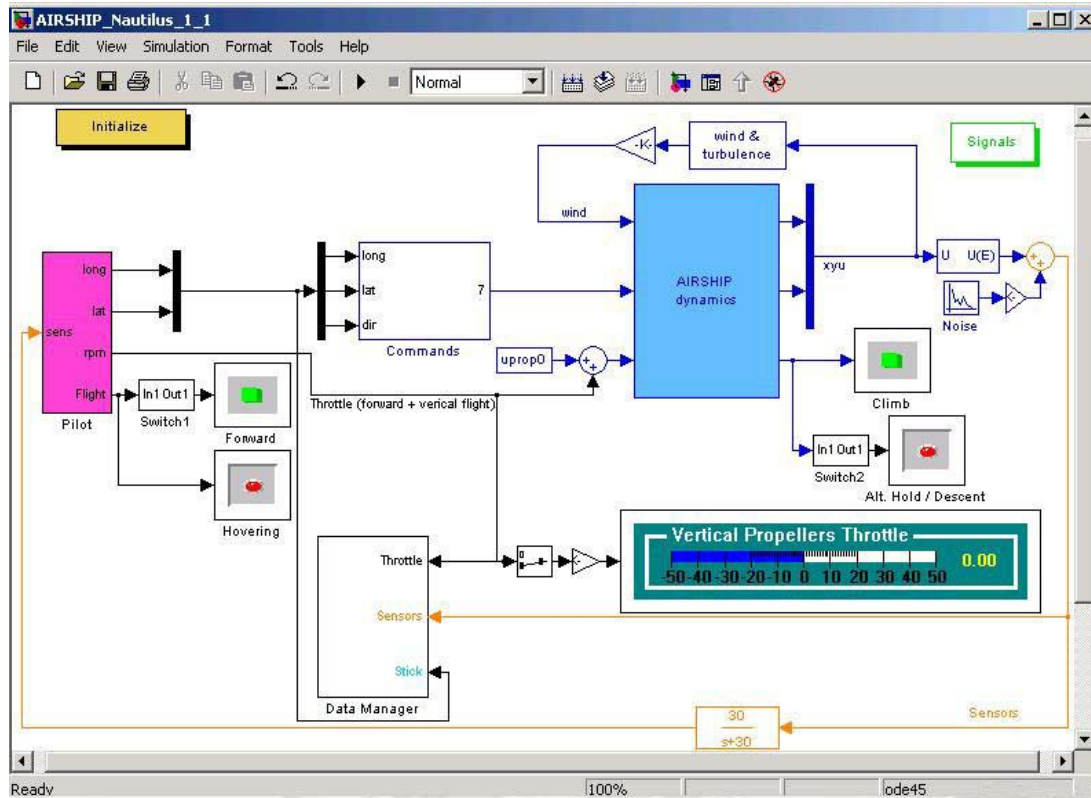 AIRSHIP_Nautilus_1_1
File Edit View Simulation Format Tools Help
Normal
Initialize
wind &
turbulence
-K-
Signals
wind
long
lat
sens
rpm
Flight
Pilot
long
lat
dir
7
Commands
AIRSHIP
dynamics
xyu
U U(E)
Noise
uprop0
Throttle (forward + verical flight)
In1 Out1
Switch1
Forward
Hovering
Climb
In1 Out1
Switch2
Alt. Hold / Descent
Throttle
Sensors
Stick
Data Manager
Vertical Propellers Throttle
-50 -40 -30 -20 -10 0 10 20 30 40 50
0.00
30
s+30
Sensors
Ready
100%
ode45